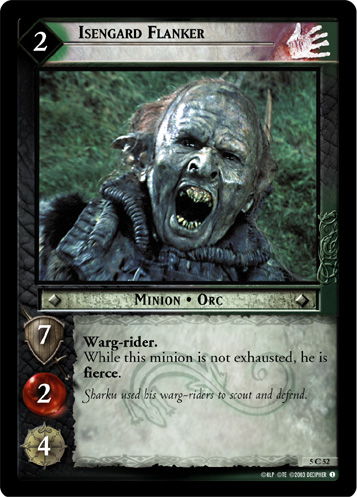 2
Isengard Flanker
Minion • Orc
7
Warg-rider.
While this minion is not exhausted, he is
fierce.
2
Sharku used his warg-riders to scout and defend.
4
5 C 52
©NLP ©TE ©2003 DECIPHER